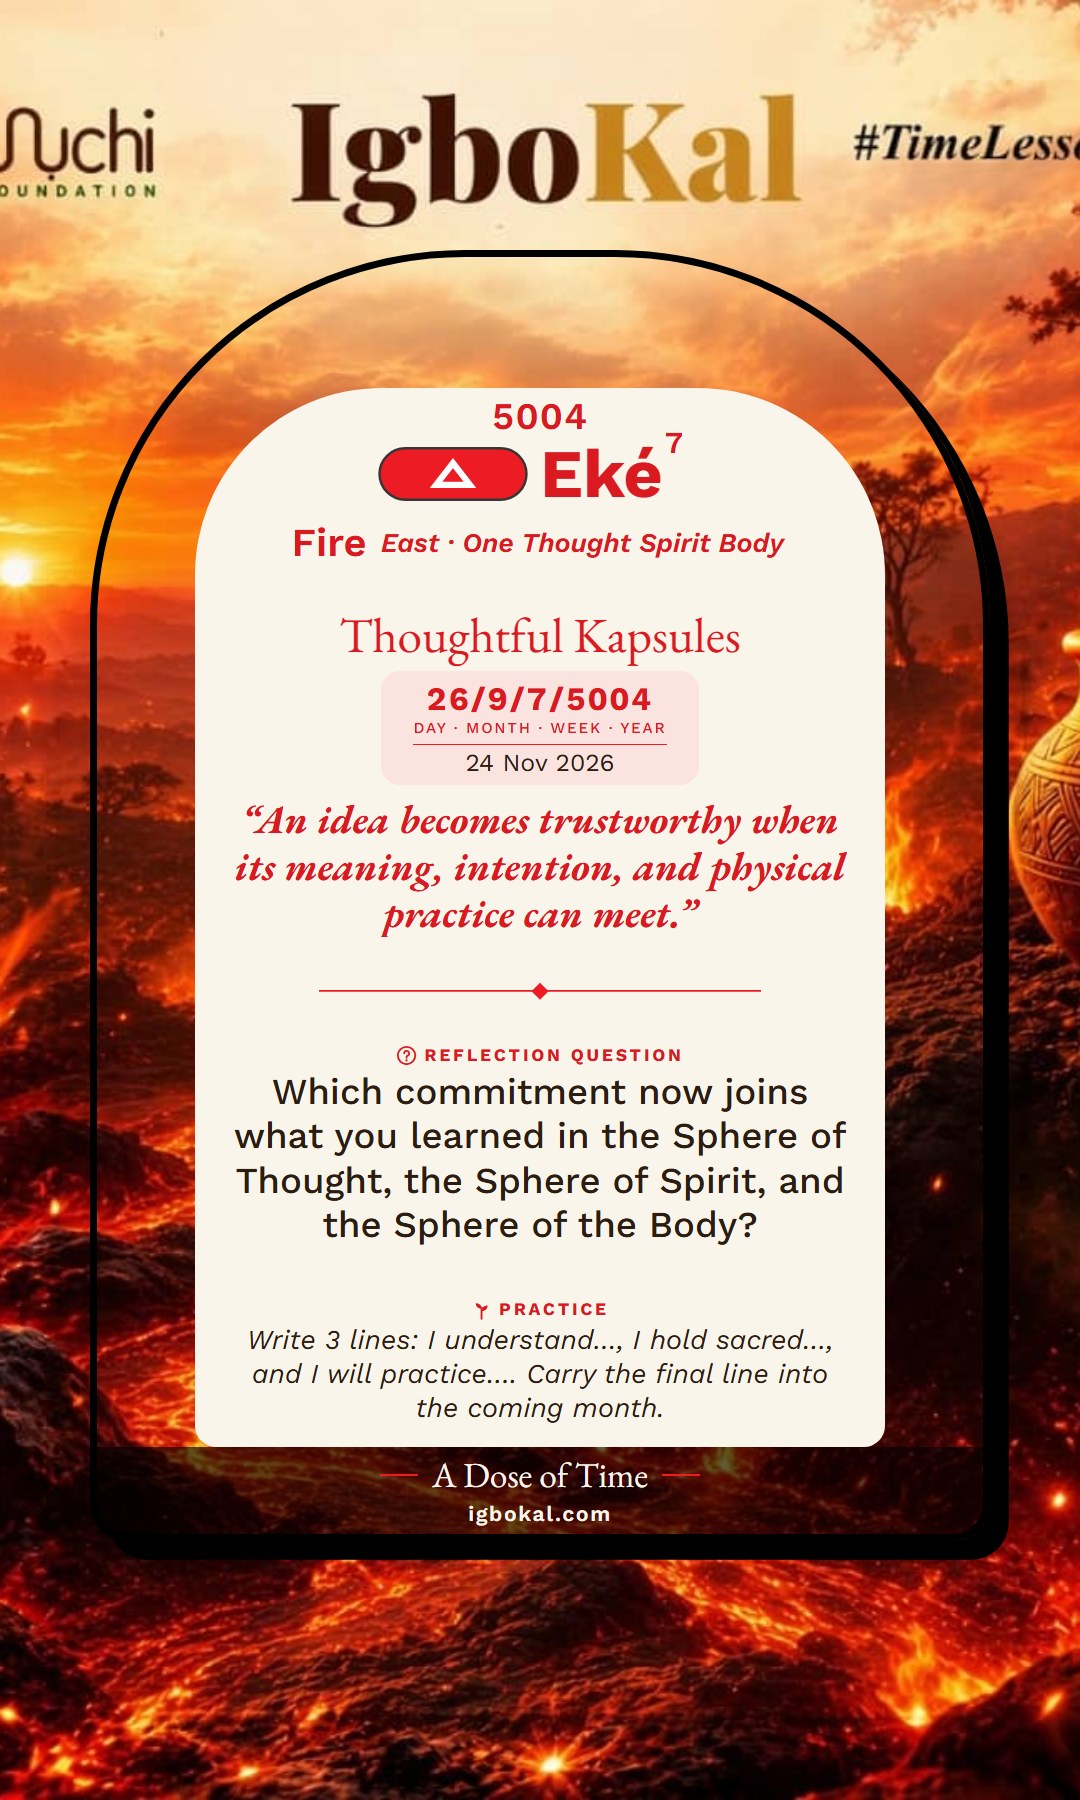 Ṅụchi
OUNDATION
IgboKal
#TimeLess
5004
Eké⁷
Fire East · One Thought Spirit Body
Thoughtful Kapsules
26/9/7/5004
DAY · MONTH · WEEK · YEAR
24 Nov 2026
“An idea becomes trustworthy when
its meaning, intention, and physical
practice can meet.”
REFLECTION QUESTION
Which commitment now joins
what you learned in the Sphere of
Thought, the Sphere of Spirit, and
the Sphere of the Body?
PRACTICE
Write 3 lines: I understand..., I hold sacred...,
and I will practice.... Carry the final line into
the coming month.
A Dose of Time
igbokal.com